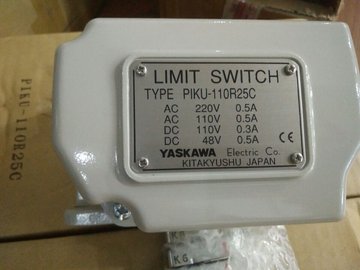 LIMIT SWITCH
TYPE PIKU-110R25C
AC 220V 0.5A
AC 110V 0.5A
DC 110V 0.3A
DC 48V 0.5A CE
YASKAWA Electric Co.
KITAKYUSHU JAPAN
PIKU-110R25C
K6